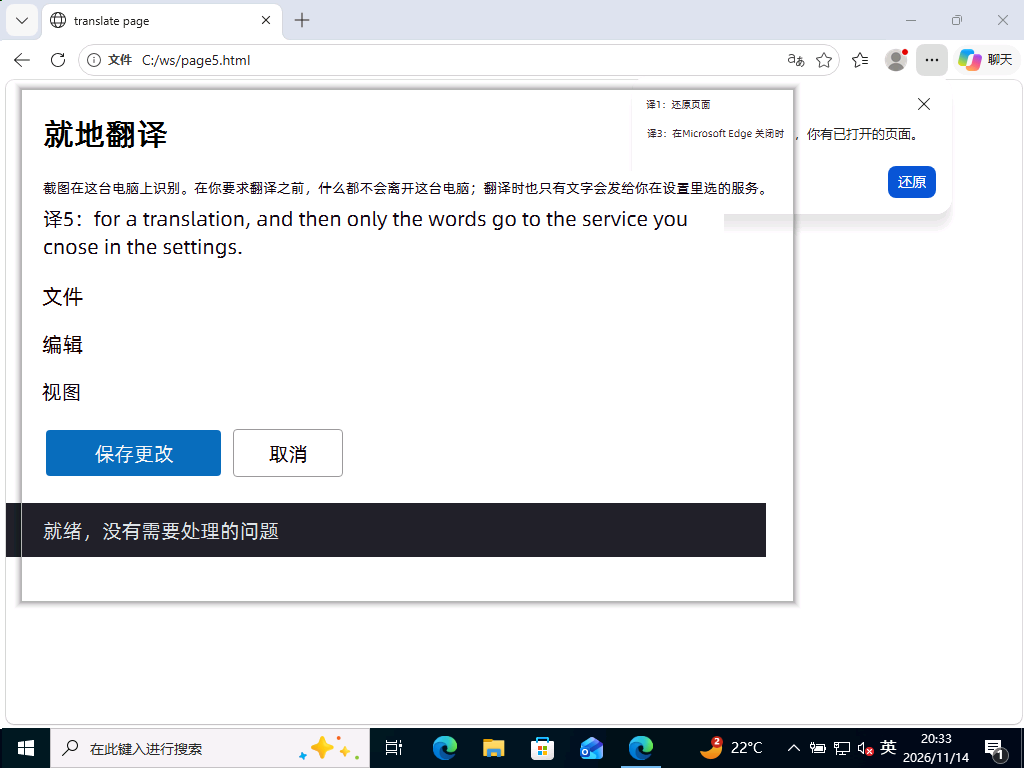 translate page
文件 C:/ws/page5.html
聊天
译1：还原页面
译3：在Microsoft Edge 关闭时
，你有已打开的页面。
还原
就地翻译
截图在这台电脑上识别。在你要求翻译之前，什么都不会离开这台电脑；翻译时也只有文字会发给你在设置里选的服务。
译5：for a translation, and then only the words go to the service you
cnose in the settings.
文件
编辑
视图
保存更改 取消
就绪，没有需要处理的问题
在此键入进行搜索
2
22°C
英
20:33
2026/11/14
1